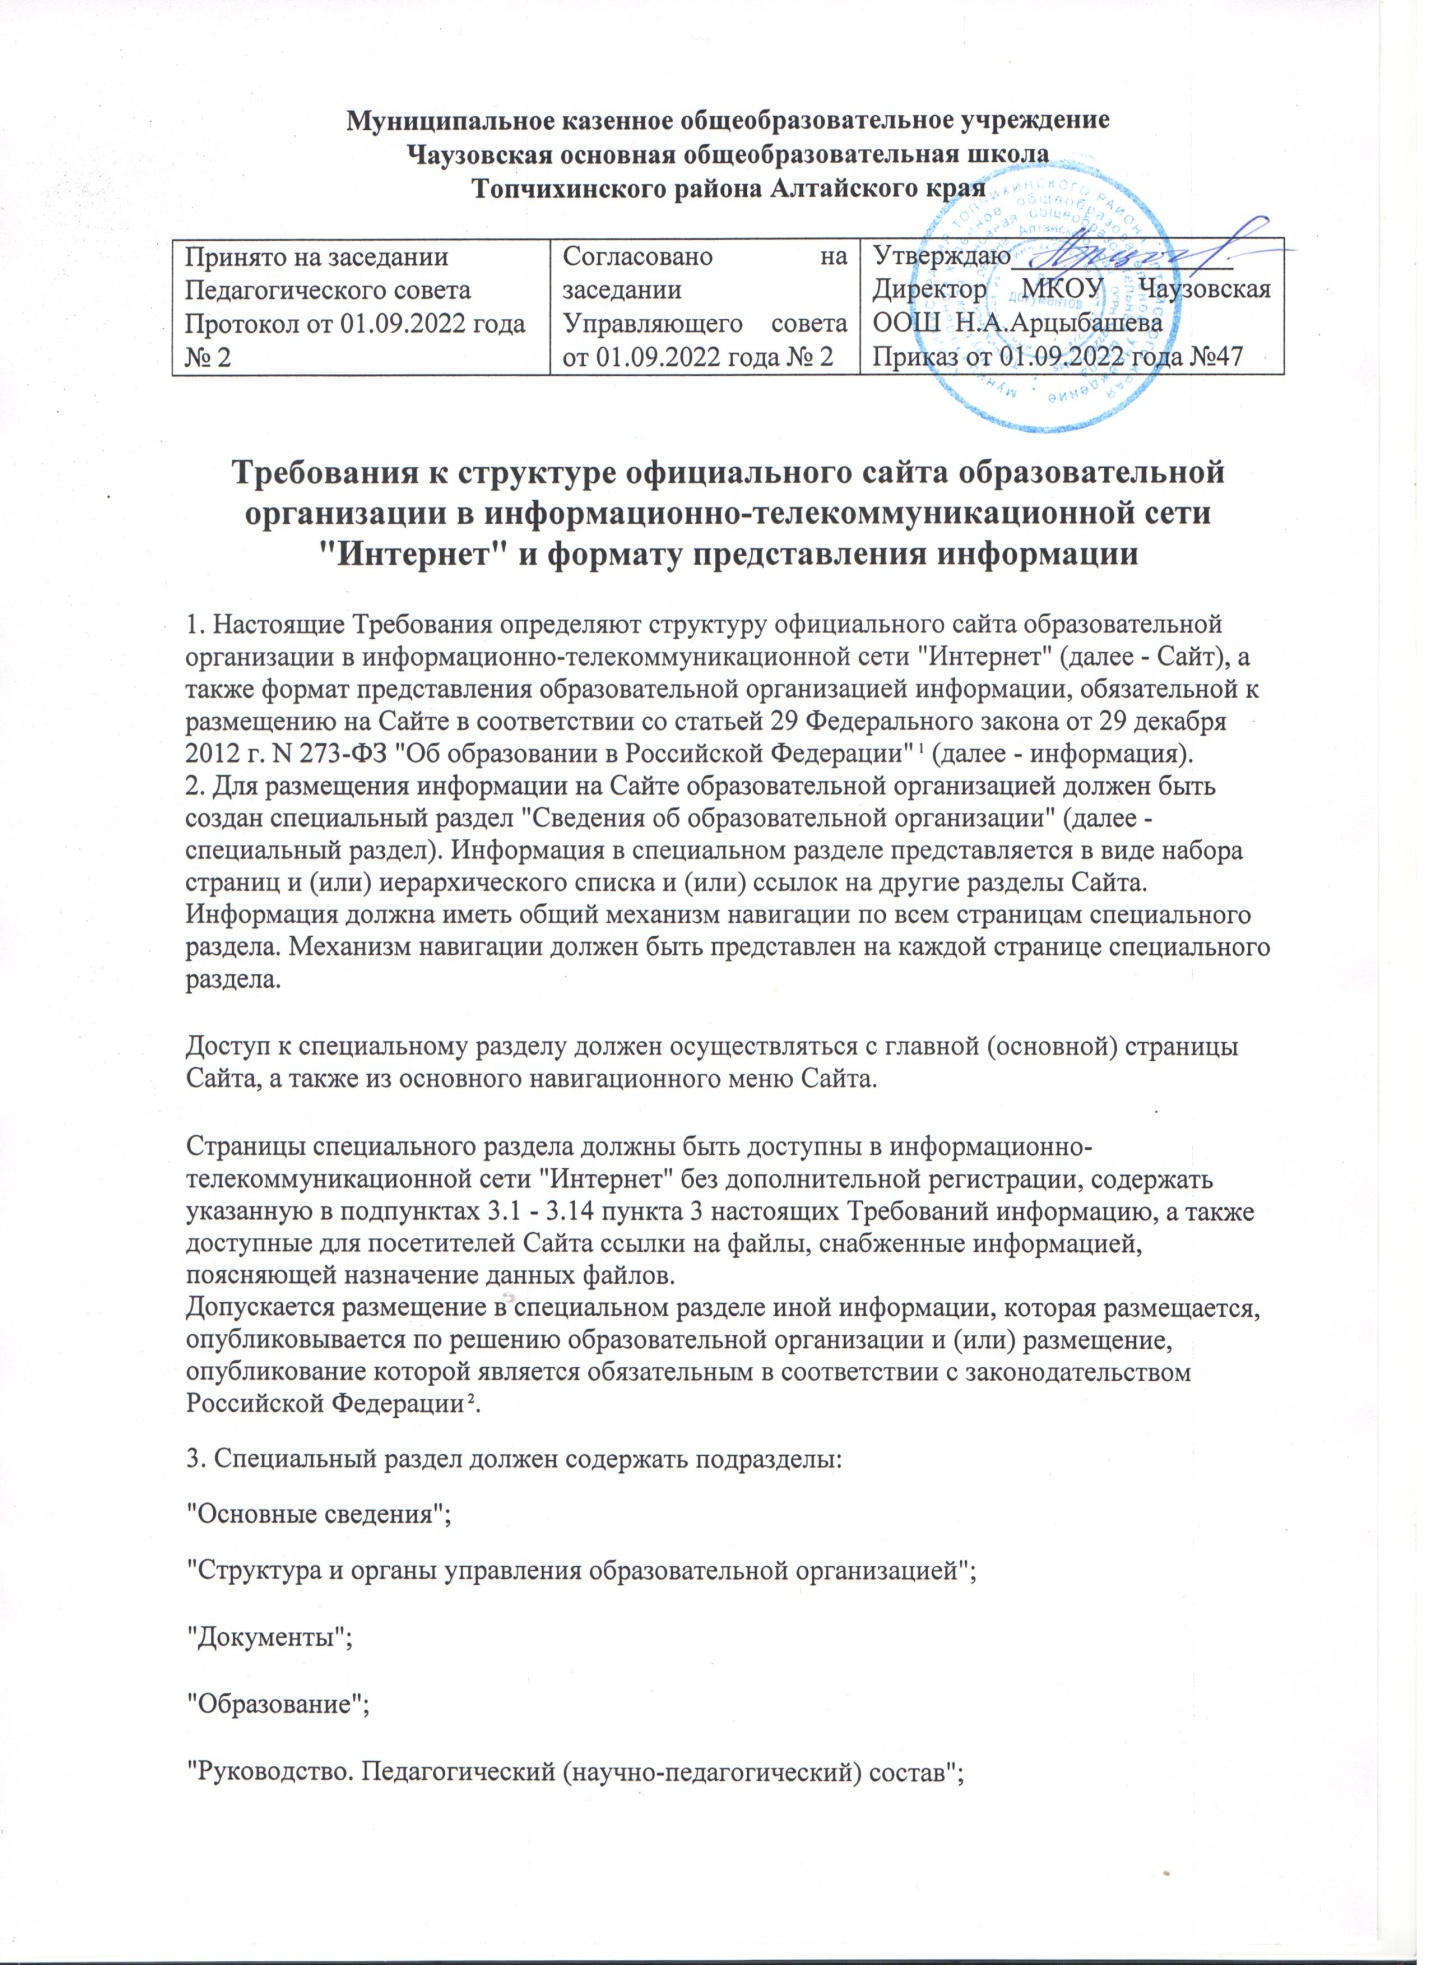 Муниципальное казенное общеобразовательное учреждение
Чаузовская основная общеобразовательная школа
Топчихинского района Алтайского края
Принято на заседании
Педагогического совета
Протокол от 01.09.2022 года
№ 2
Согласовано на
заседании
Управляющего совета
от 01.09.2022 года № 2
Утверждаю
Директор МКОУ Чаузовская
ООШ Н.А.Арцыбашева
Приказ от 01.09.2022 года №47
документов
Требования к структуре официального сайта образовательной
организации в информационно-телекоммуникационной сети
"Интернет" и формату представления информации
1. Настоящие Требования определяют структуру официального сайта образовательной
организации в информационно-телекоммуникационной сети "Интернет" (далее - Сайт), а
также формат представления образовательной организацией информации, обязательной к
размещению на Сайте в соответствии со статьей 29 Федерального закона от 29 декабря
2012 г. N 273-ФЗ "Об образовании в Российской Федерации" ¹ (далее - информация).
2. Для размещения информации на Сайте образовательной организацией должен быть
создан специальный раздел "Сведения об образовательной организации" (далее -
специальный раздел). Информация в специальном разделе представляется в виде набора
страниц и (или) иерархического списка и (или) ссылок на другие разделы Сайта.
Информация должна иметь общий механизм навигации по всем страницам специального
раздела. Механизм навигации должен быть представлен на каждой странице специального
раздела.
Доступ к специальному разделу должен осуществляться с главной (основной) страницы
Сайта, а также из основного навигационного меню Сайта.
Страницы специального раздела должны быть доступны в информационно-
телекоммуникационной сети "Интернет" без дополнительной регистрации, содержать
указанную в подпунктах 3.1 - 3.14 пункта 3 настоящих Требований информацию, а также
доступные для посетителей Сайта ссылки на файлы, снабженные информацией,
поясняющей назначение данных файлов.
Допускается размещение в специальном разделе иной информации, которая размещается,
опубликовывается по решению образовательной организации и (или) размещение,
опубликование которой является обязательным в соответствии с законодательством
Российской Федерации ².
3. Специальный раздел должен содержать подразделы:
"Основные сведения";
"Структура и органы управления образовательной организацией";
"Документы";
"Образование";
"Руководство. Педагогический (научно-педагогический) состав";